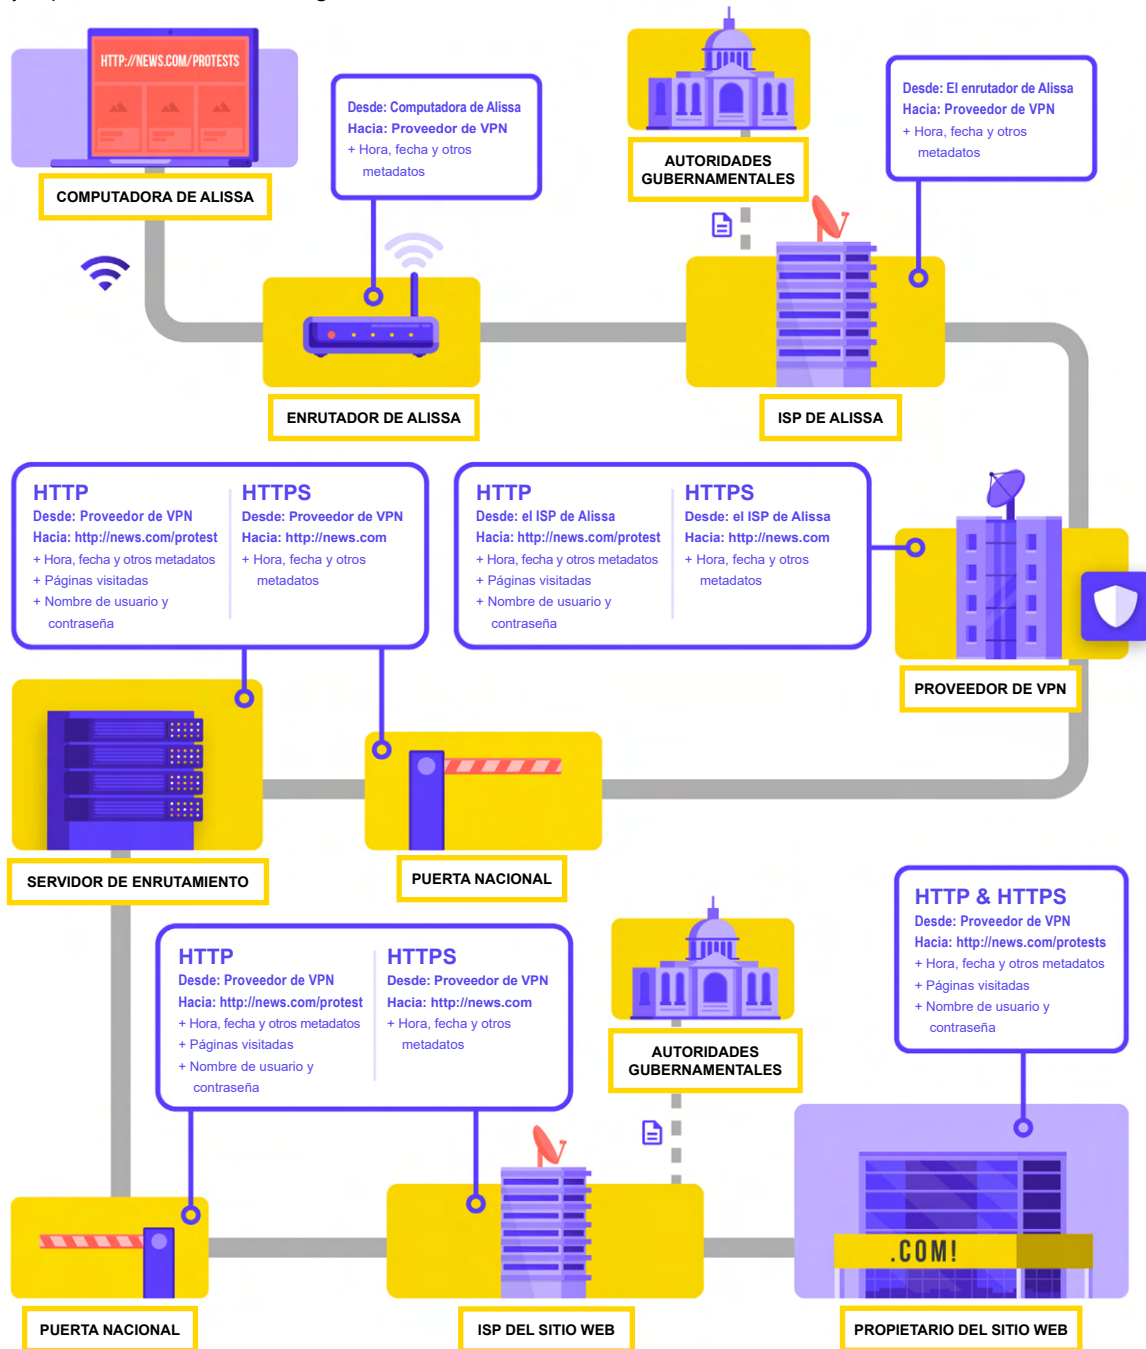 HTTP://NEWS.COM/PROTESTS
COMPUTADORA DE ALISSA
Desde: Computadora de Alissa
Hacia: Proveedor de VPN
+ Hora, fecha y otros
metadatos
AUTORIDADES
GUBERNAMENTALES
Desde: El enrutador de Alissa
Hacia: Proveedor de VPN
+ Hora, fecha y otros
metadatos
ENRUTADOR DE ALISSA
ISP DE ALISSA
HTTP
Desde: Proveedor de VPN
Hacia: http://news.com/protest
+ Hora, fecha y otros metadatos
+ Páginas visitadas
+ Nombre de usuario y
contraseña
HTTPS
Desde: Proveedor de VPN
Hacia: http://news.com
+ Hora, fecha y otros
metadatos
HTTP
Desde: el ISP de Alissa
Hacia: http://news.com/protest
+ Hora, fecha y otros metadatos
+ Páginas visitadas
+ Nombre de usuario y
contraseña
HTTPS
Desde: el ISP de Alissa
Hacia: http://news.com
+ Hora, fecha y otros
metadatos
PROVEEDOR DE VPN
SERVIDOR DE ENRUTAMIENTO
PUERTA NACIONAL
HTTP
Desde: Proveedor de VPN
Hacia: http://news.com/protest
+ Hora, fecha y otros metadatos
+ Páginas visitadas
+ Nombre de usuario y
contraseña
HTTPS
Desde: Proveedor de VPN
Hacia: http://news.com
+ Hora, fecha y otros
metadatos
AUTORIDADES
GUBERNAMENTALES
HTTP & HTTPS
Desde: Proveedor de VPN
Hacia: http://news.com/protests
+ Hora, fecha y otros metadatos
+ Páginas visitadas
+ Nombre de usuario y
contraseña
.COM!
PUERTA NACIONAL
ISP DEL SITIO WEB
PROPIETARIO DEL SITIO WEB